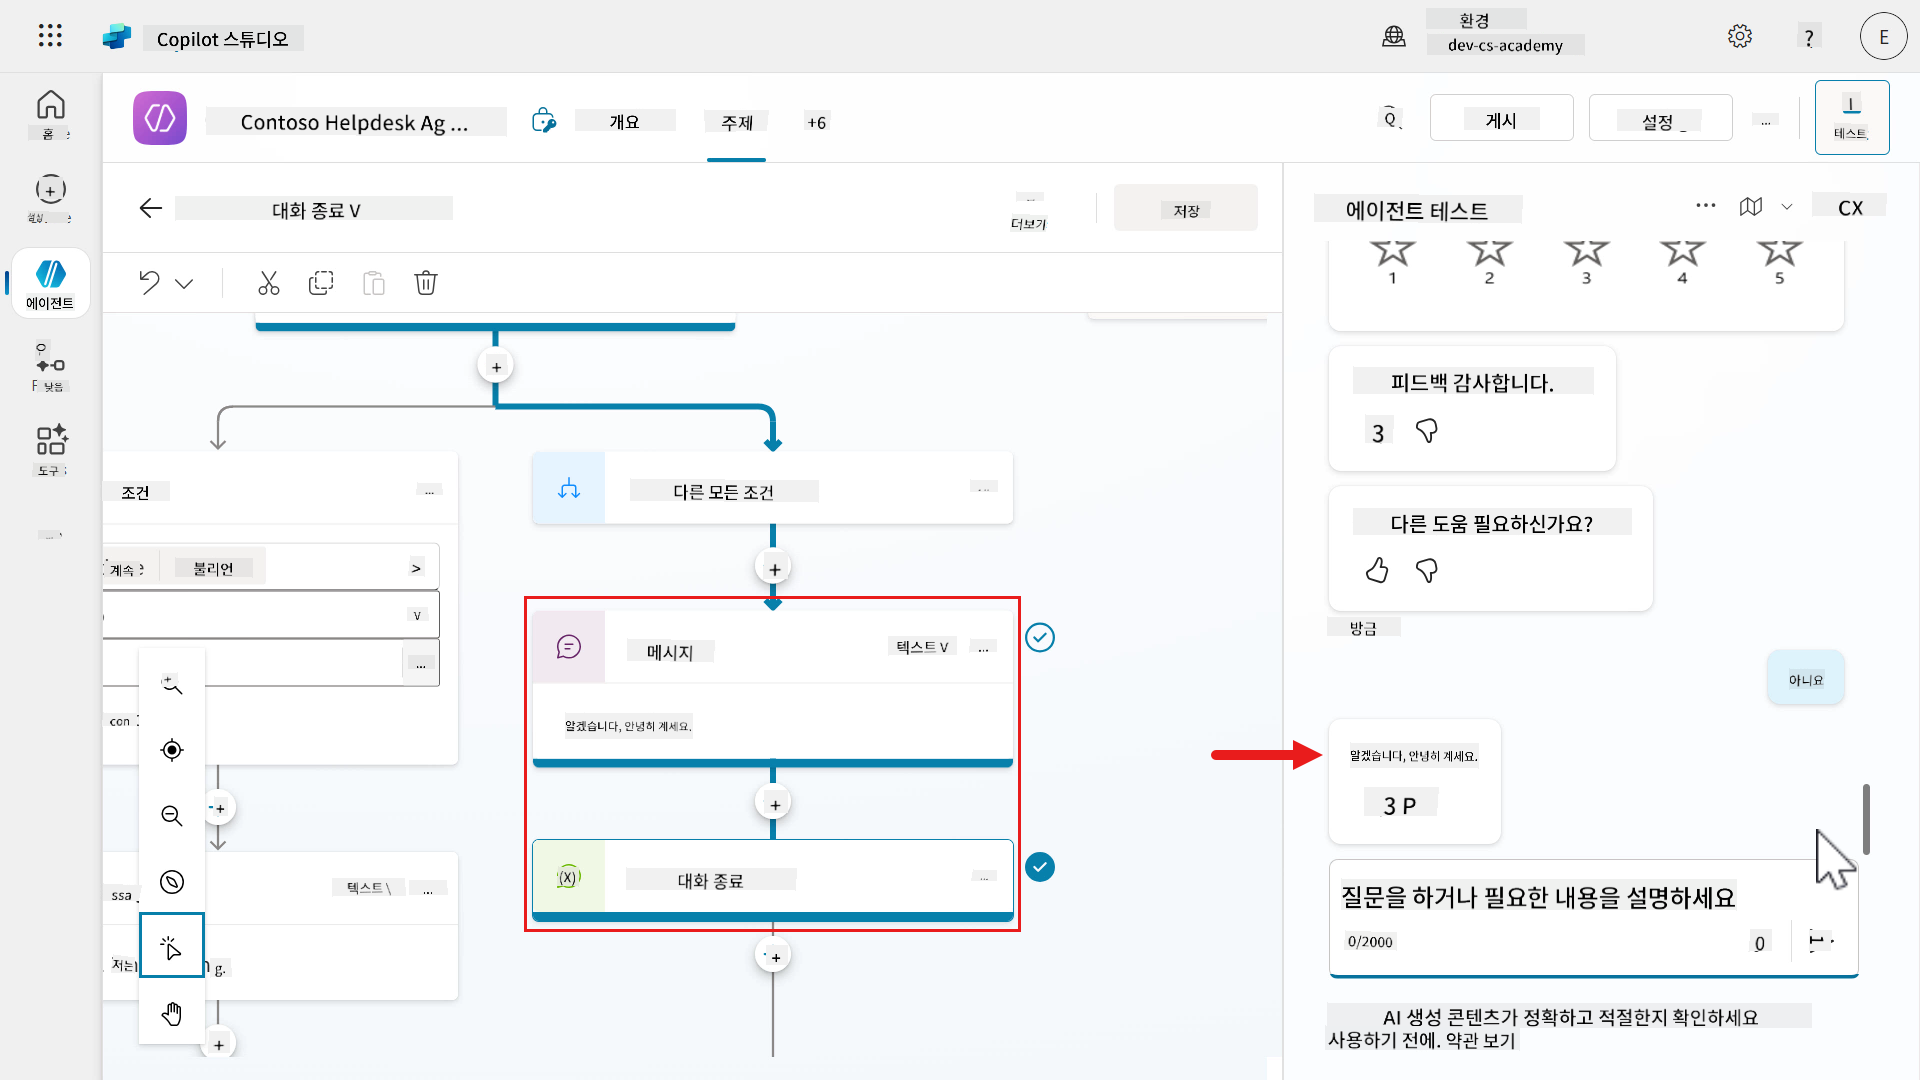 Copilot 스튜디오
환경
dev-cs-academy
?
E
홈
에이전트
낮음
도구
Contoso Helpdesk Ag ...
개요
주제
+6
게시
설정
...
테스트
대화 종료 V
더보기
저장
에이전트 테스트
CX
1 2 3 4 5
피드백 감사합니다.
3
다른 도움 필요하신가요?
방금
아니요
알겠습니다, 안녕히 계세요.
3 P
질문을 하거나 필요한 내용을 설명하세요
0/2000
0
AI 생성 콘텐츠가 정확하고 적절한지 확인하세요
사용하기 전에. 약관 보기
조건
...
계속
불리언
>
V
...
con
ssa
텍스트
...
저는
g.
다른 모든 조건
메시지
텍스트 V
...
알겠습니다, 안녕히 계세요.
(X)
대화 종료
...